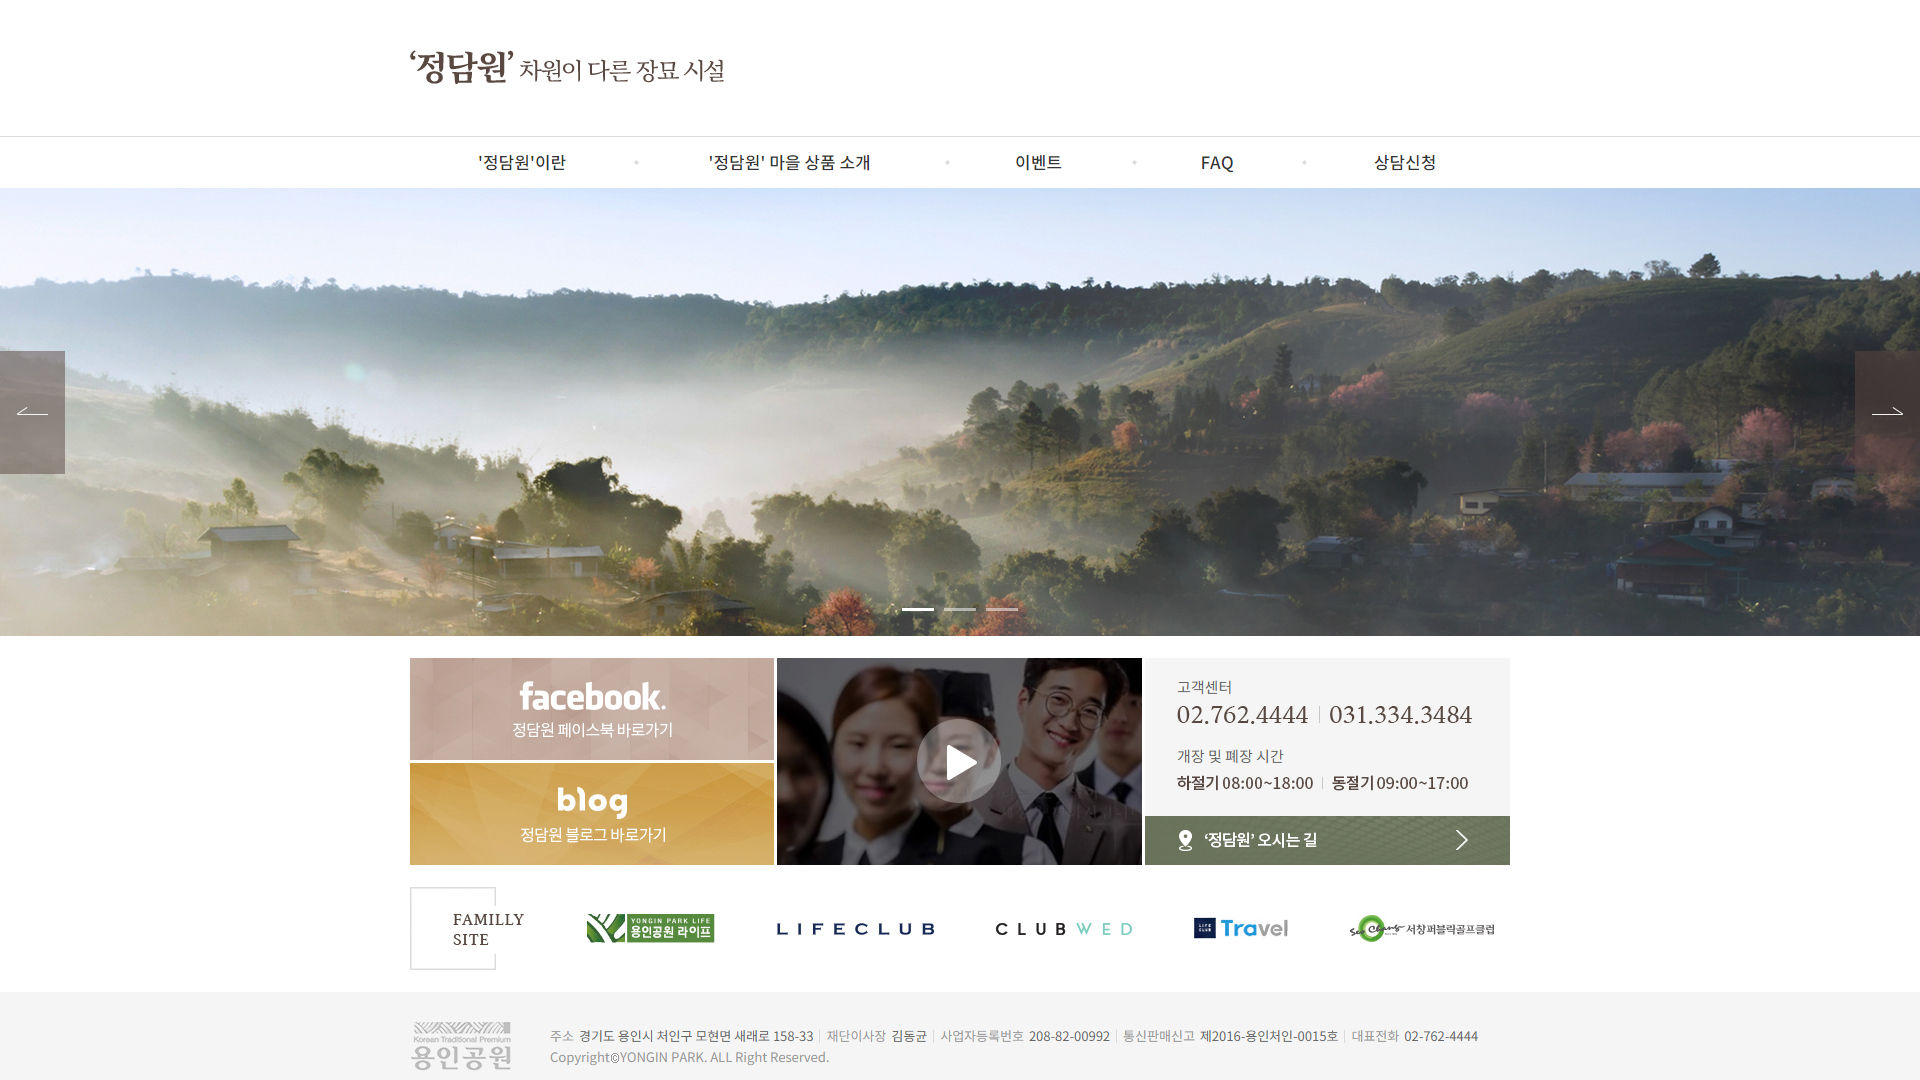 ‘정담원’ 차원이 다른 장묘 시설
'정담원'이란
'정담원' 마을 상품 소개
이벤트
FAQ
상담신청
facebook.
정담원 페이스북 바로가기
blog
정담원 블로그 바로가기
고객센터
02.762.4444 | 031.334.3484
개장 및 폐장 시간
하절기 08:00~18:00 | 동절기 09:00~17:00
‘정담원’ 오시는 길
FAMILLY
SITE
YONGIN PARK LIFE
용인공원 라이프
LIFECLUB
CLUBWED
LIFE
CLUB
Travel
Seo Chang 서창퍼블릭골프클럽
Korean Traditional Premium
용인공원
주소 경기도 용인시 처인구 모현면 새래로 158-33 | 재단이사장 김동균 | 사업자등록번호 208-82-00992 | 통신판매신고 제2016-용인처인-0015호 | 대표전화 02-762-4444
Copyright©YONGIN PARK. ALL Right Reserved.